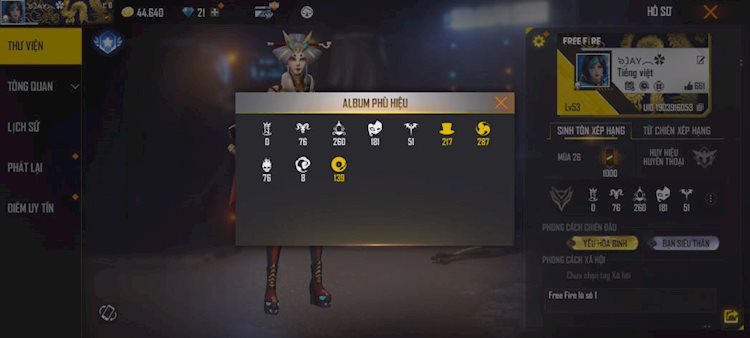 44.640
21
HỒ SƠ
THƯ VIỆN
TỔNG QUAN
LỊCH SỬ
PHÁT LẠI
ĐIỂM UY TÍN
ALBUM PHÙ HIỆU
0 76 260 181 51 217 287
76 8 139
FREE FIRE
Tiếng việt
661
Lv53
UID: 1903916053
SINH TỒN XẾP HẠNG
TỬ CHIẾN XẾP HẠNG
MÙA 26
1000
HUY HIỆU
HUYỀN THOẠI
0 76 260 181 51
PHONG CÁCH CHIẾN ĐẤU
YÊU HÒA BÌNH
BẮN SIÊU THẦN
PHONG CÁCH XÃ HỘI
Chưa chọn tag Xã hội
Free Fire là số 1